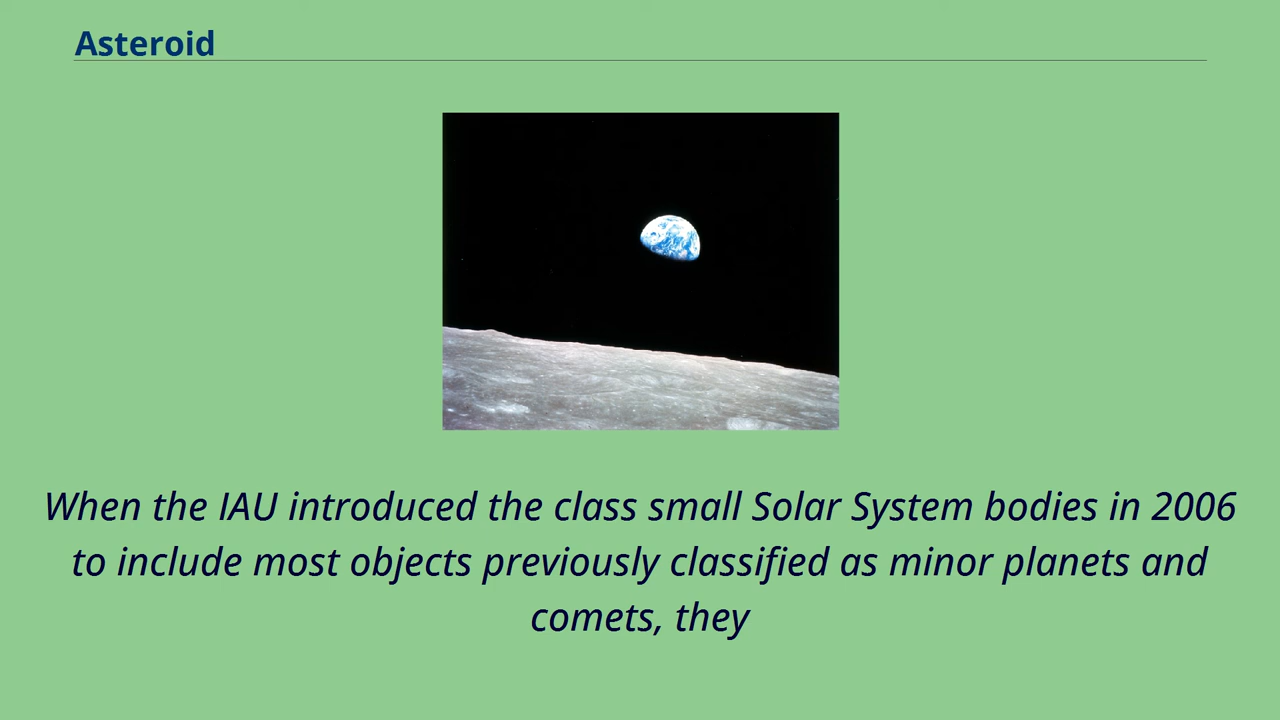 Asteroid
When the IAU introduced the class small Solar System bodies in 2006
to include most objects previously classified as minor planets and
comets, they